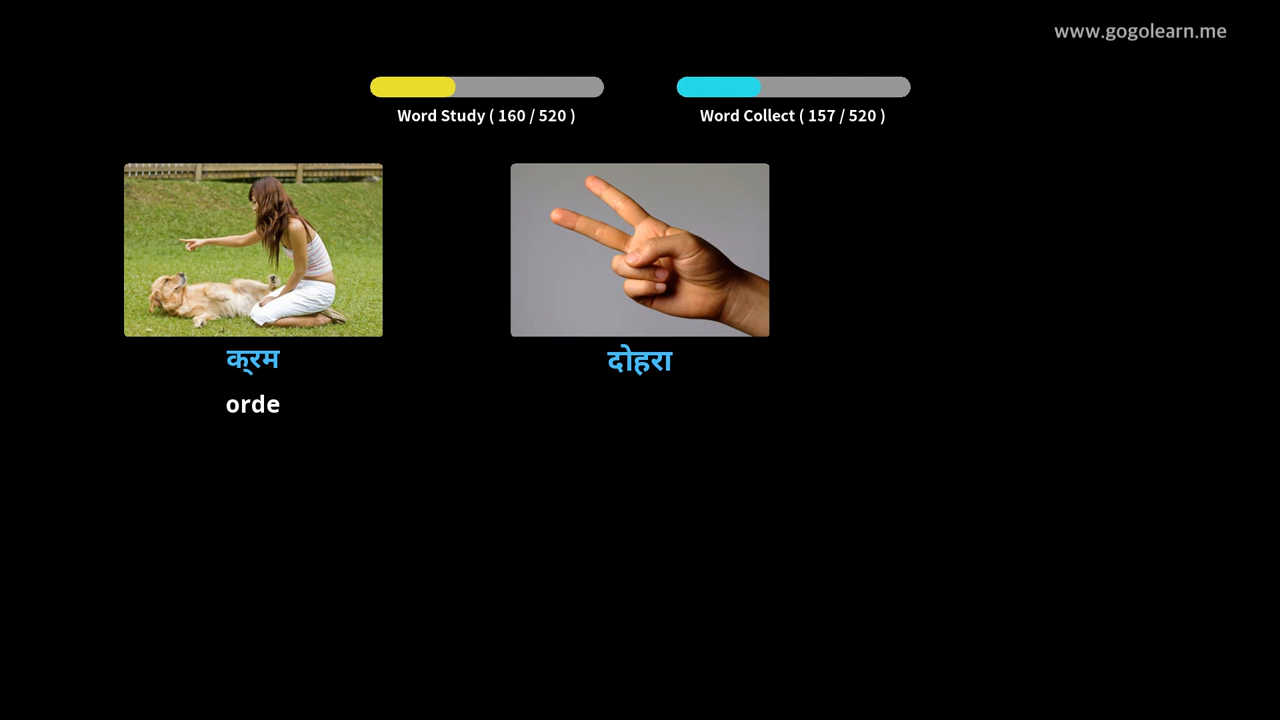 www.gogolearn.me
Word Study ( 160 / 520 )
Word Collect ( 157 / 520 )
क्रम
दोहरा
orde